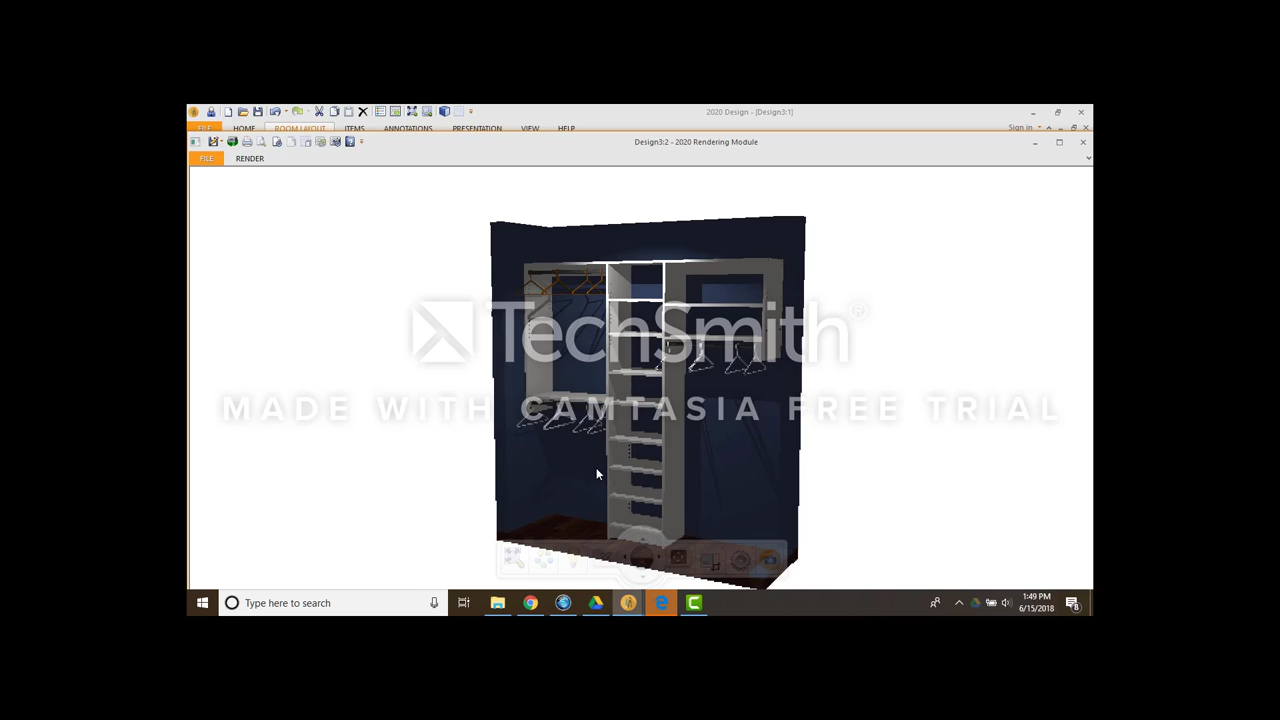 2020 Design - [Design3:1]
FILE HOME ROOM LAYOUT ITEMS ANNOTATIONS PRESENTATION VIEW HELP Sign in
Design3:2 - 2020 Rendering Module
FILE RENDER
TechSmith®
MADE WITH CAMTASIA FREE TRIAL
Type here to search
1:49 PM
6/15/2018
8